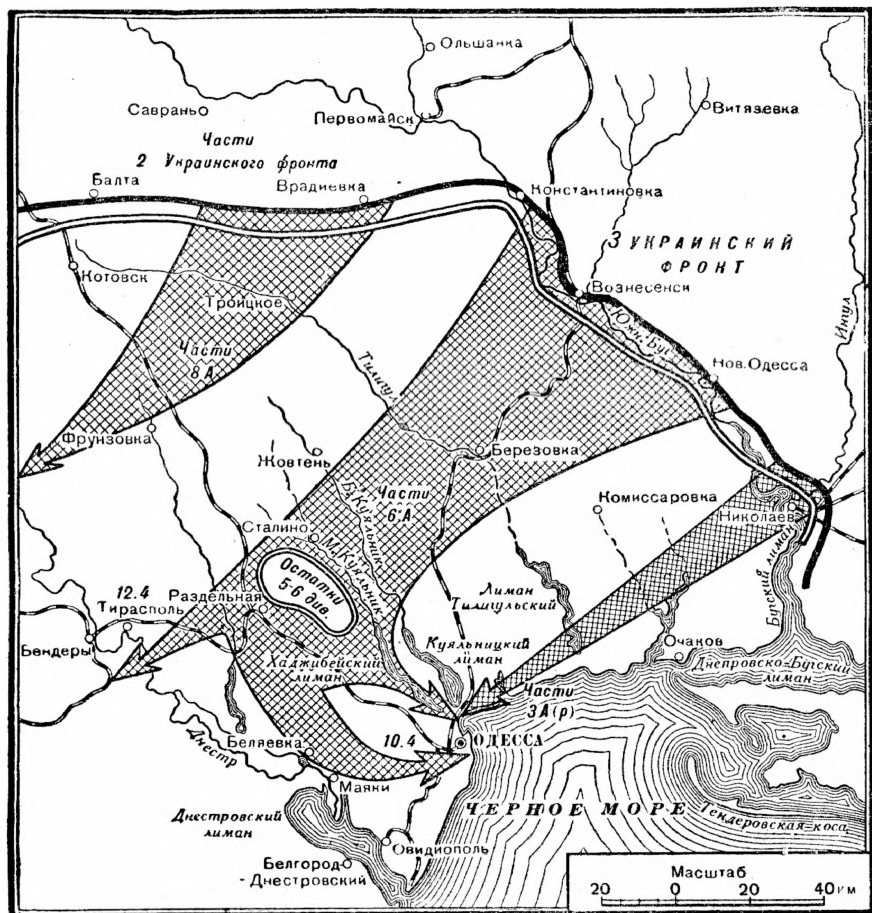 Ольшанка
Саврань
Первомайск
Витязевка
Части
2 Украинского фронта
Балта
Врадиевка
Константиновка
3 УКРАИНСКИЙ
ФРОНТ
Котовск
Вознесенск
Троицкое
Южн. Буг
Ингул
Части
8 А
Тилигул
Нов. Одесса
Фрунзовка
Жовтень
Березовка
Б. Куяльник
Части
6 А
Комиссаровка
Николаев
Сталино
М. Куяльник
Остатки
5-6 див.
Бугский лиман
12.4
Тирасполь
Раздельная
Лиман
Тилигульский
Бендеры
Хаджибейский
лиман
Куяльницкий
лиман
Очаков
Днепровско-Бугский
лиман
Части
3А(р)
Днестр
Беляевка
10.4
ОДЕССА
Маяки
ЧЕРНОЕ МОРЕ
Тендеровская коса
Днестровский
лиман
Овидиополь
Белгород
-Днестровский
Масштаб
20 0 20 40 км